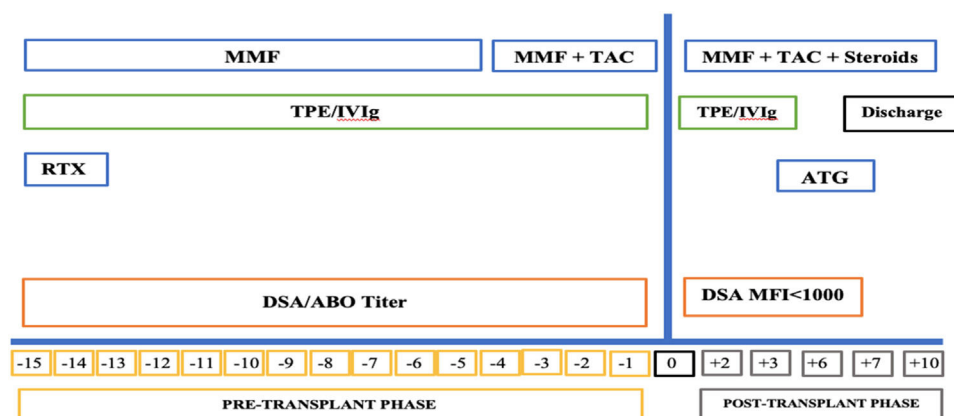 MMF
MMF + TAC
MMF + TAC + Steroids
TPE/IVIg
TPE/IVIg
Discharge
RTX
ATG
DSA/ABO Titer
DSA MFI<1000
-15 -14 -13 -12 -11 -10 -9 -8 -7 -6 -5 -4 -3 -2 -1 0 +2 +3 +6 +7 +10
PRE-TRANSPLANT PHASE
POST-TRANSPLANT PHASE